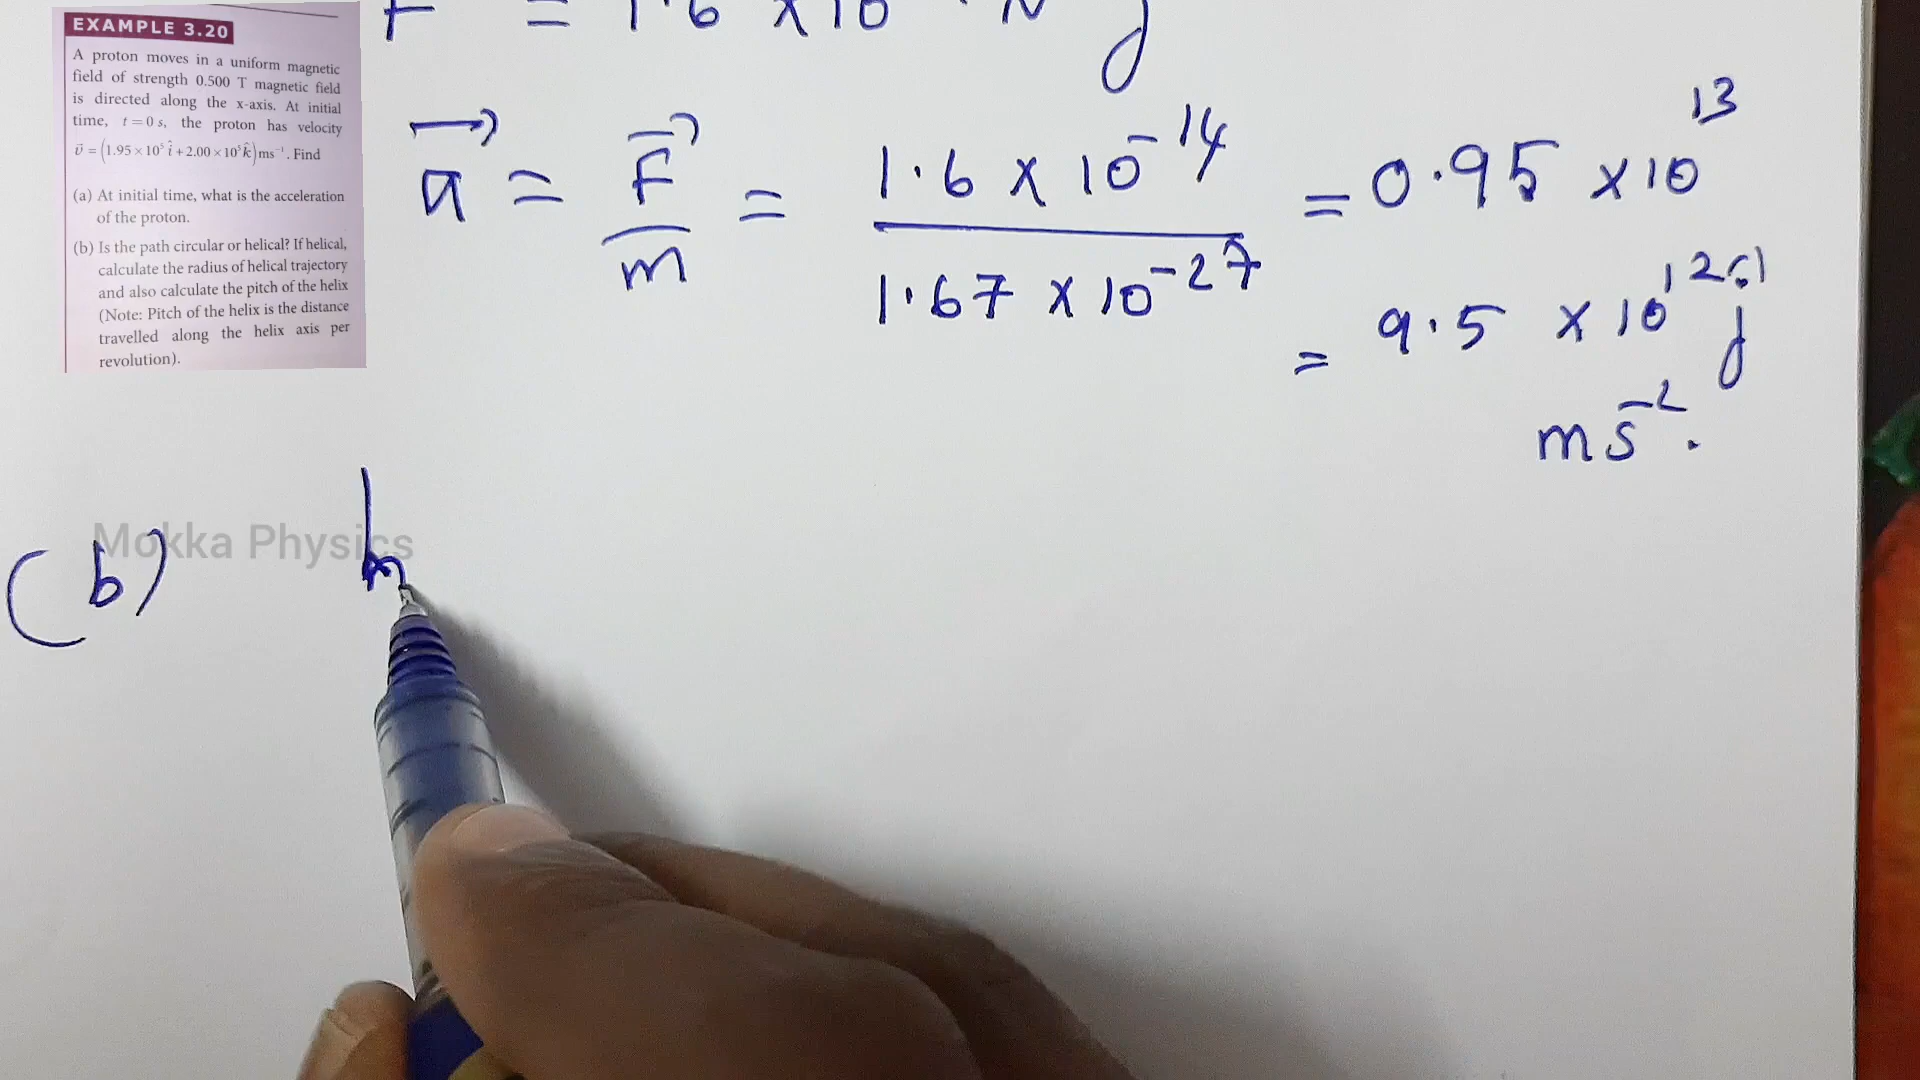 EXAMPLE 3.20
A proton moves in a uniform magnetic
field of strength 0.500 T magnetic field
is directed along the x-axis. At initial
time, t = 0 s, the proton has velocity
υ⃗ = (1.95 × 10⁵ î + 2.00 × 10⁵ k̂) ms⁻¹. Find
(a) At initial time, what is the acceleration
of the proton.
(b) Is the path circular or helical? If helical,
calculate the radius of helical trajectory
and also calculate the pitch of the helix
(Note: Pitch of the helix is the distance
travelled along the helix axis per
revolution).
a⃗ = F⃗/m = 1.6 × 10⁻¹⁴ / 1.67 × 10⁻²⁷ = 0.95 × 10¹³
= 9.5 × 10¹² ĵ
ms⁻².
Mokka Physics
(b) h